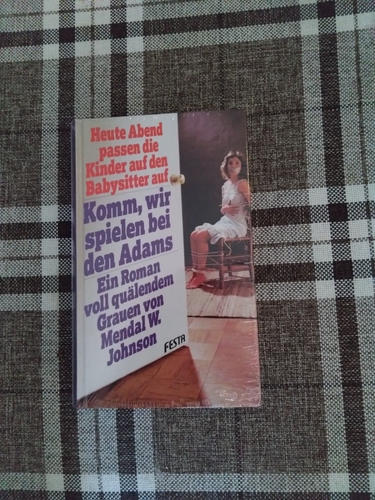 Heute Abend
passen die
Kinder auf den
Babysitter auf
Komm, wir
spielen bei
den Adams
Ein Roman
voll quälendem
Grauen von
Mendal W.
Johnson
FESTA